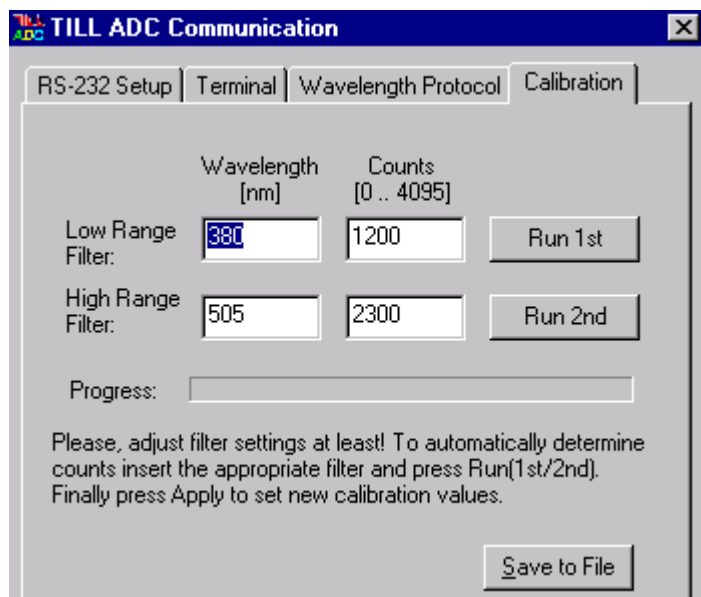 TILL ADC TILL ADC Communication
RS-232 Setup Terminal Wavelength Protocol Calibration
Wavelength [nm] Counts [0 .. 4095]
Low Range Filter: 380 1200 Run 1st
High Range Filter: 505 2300 Run 2nd
Progress:
Please, adjust filter settings at least! To automatically determine
counts insert the appropriate filter and press Run(1st/2nd).
Finally press Apply to set new calibration values.
Save to File